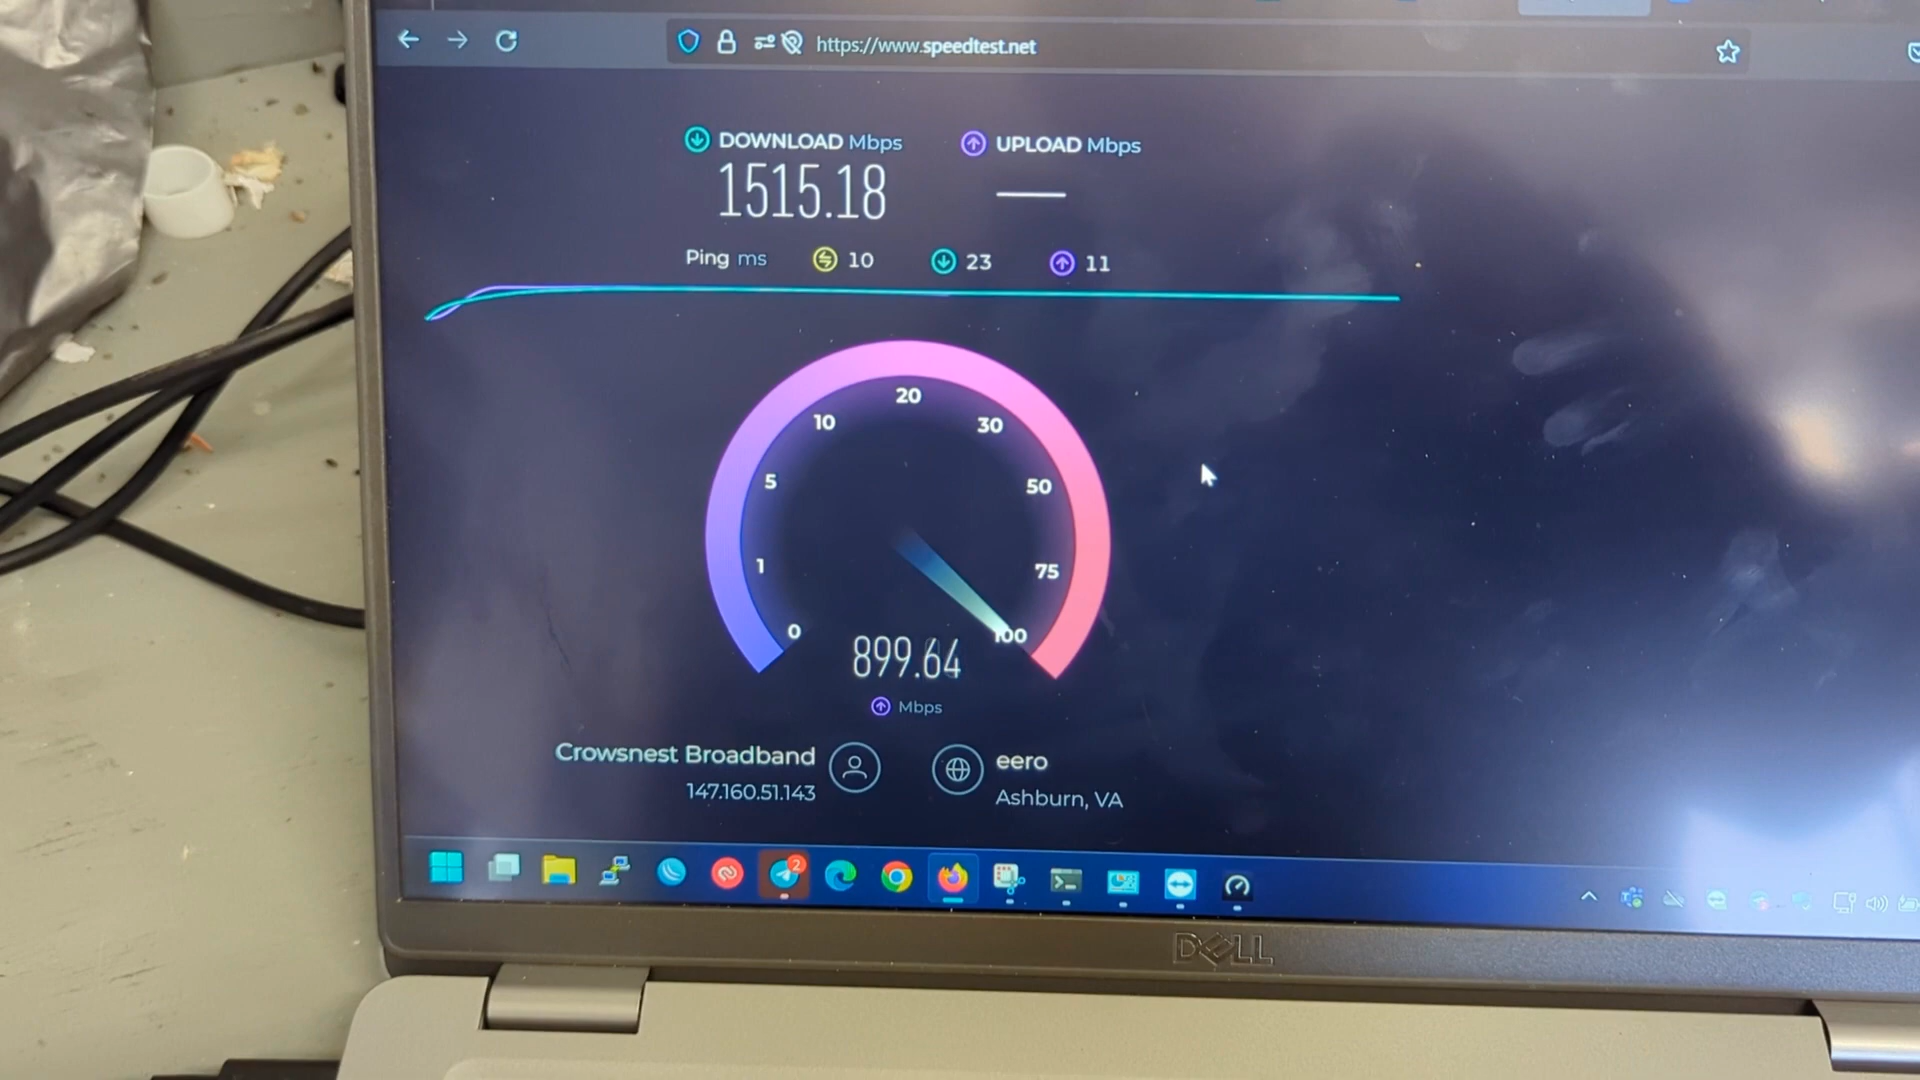 https://www.speedtest.net
DOWNLOAD Mbps
1515.18
UPLOAD Mbps
Ping ms 10 23 11
0
1
5
10
20
30
50
75
100
899.64
Mbps
Crowsnest Broadband
147.160.51.143
eero
Ashburn, VA
2
DELL